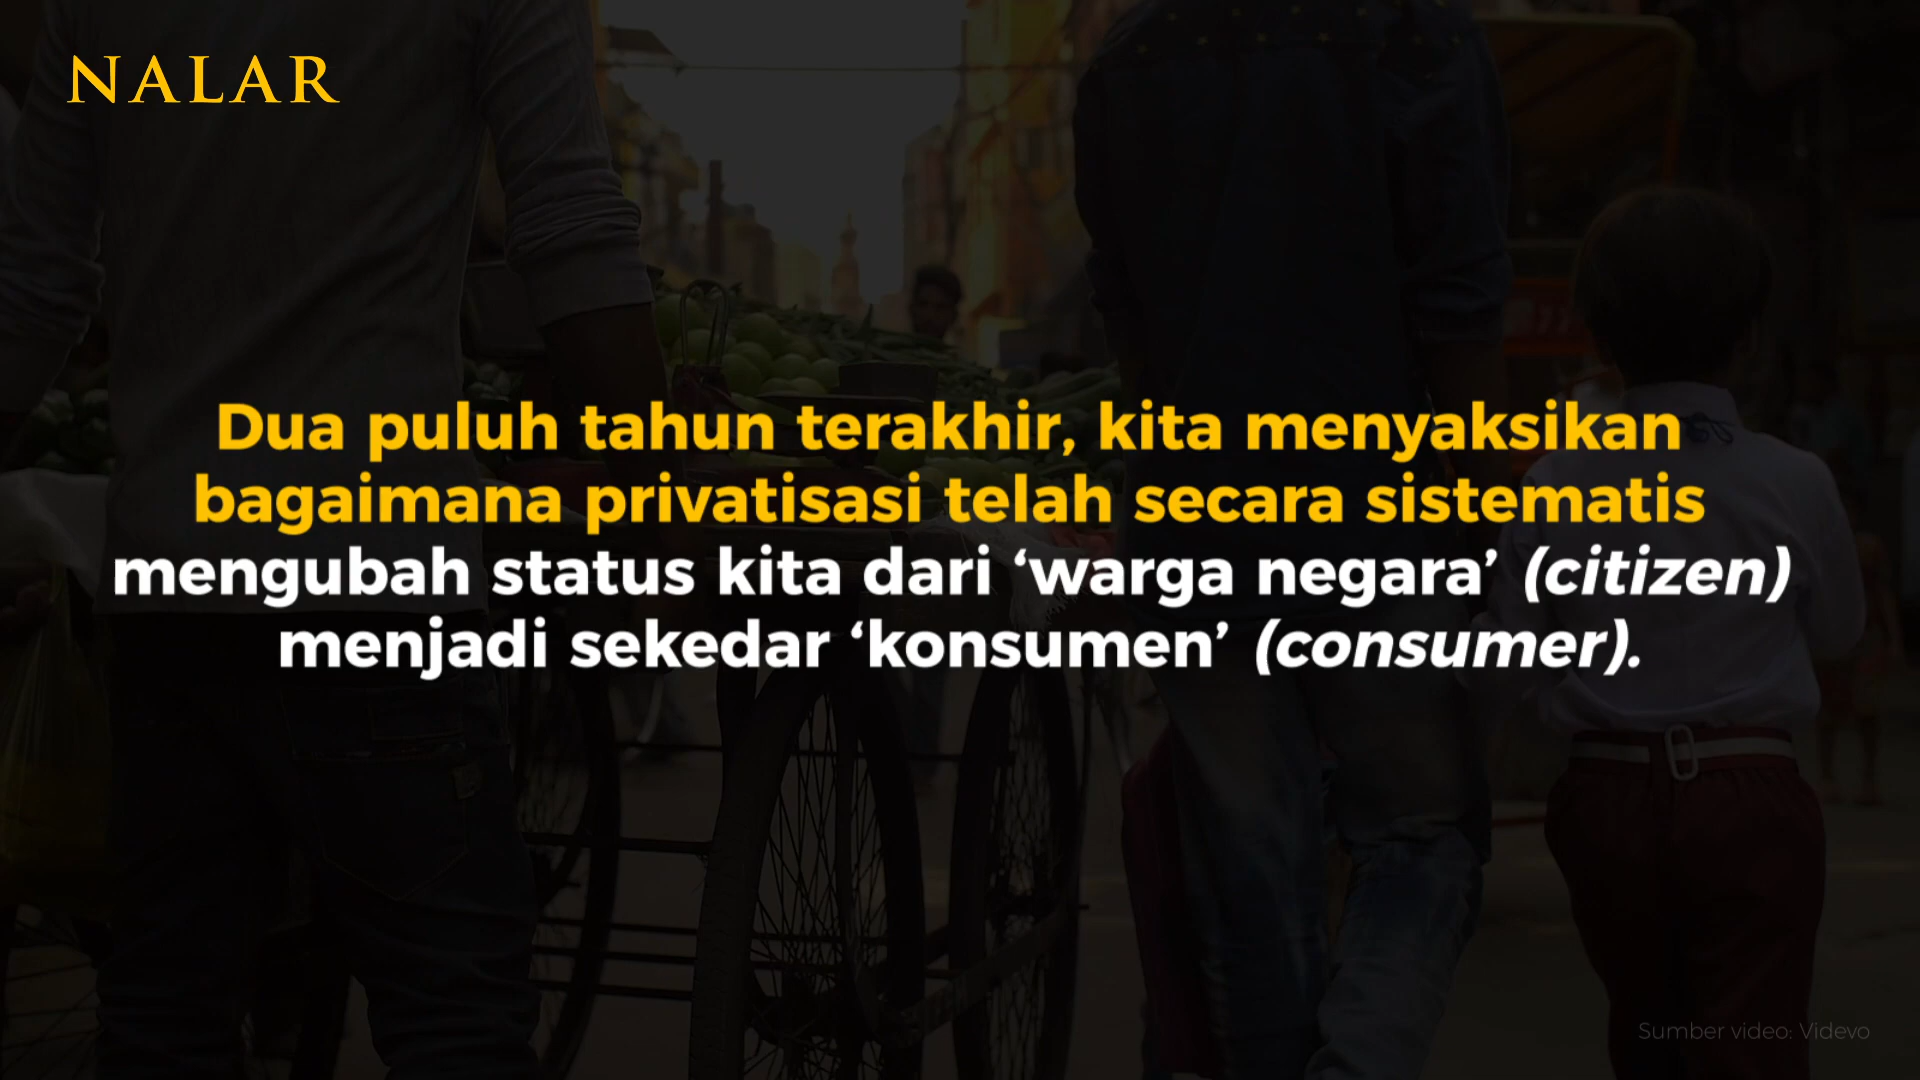 NALAR
Dua puluh tahun terakhir, kita menyaksikan
bagaimana privatisasi telah secara sistematis
mengubah status kita dari ‘warga negara’ (citizen)
menjadi sekedar ‘konsumen’ (consumer).
Sumber video: Videvo